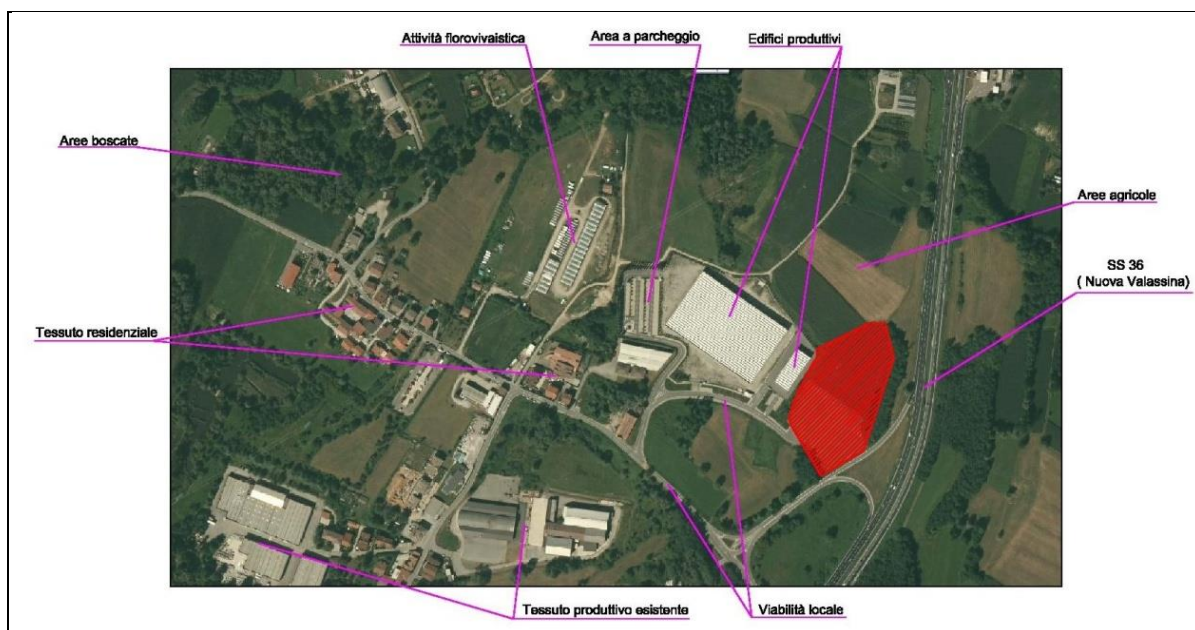 Attività florovivaistica
Area a parcheggio
Edifici produttivi
Aree boscate
Aree agricole
SS 36
( Nuova Valassina)
Tessuto residenziale
Tessuto produttivo esistente
Viabilità locale